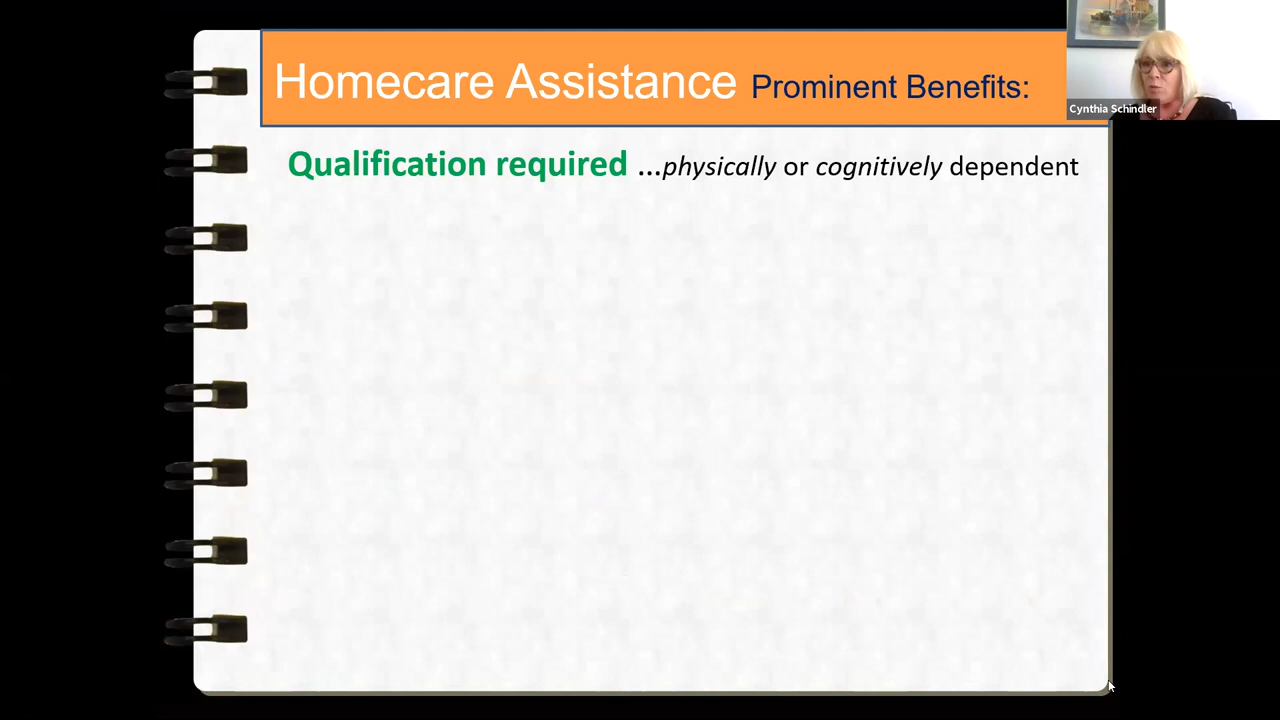 Homecare Assistance Prominent Benefits:
Cynthia Schindler
Qualification required ...physically or cognitively dependent